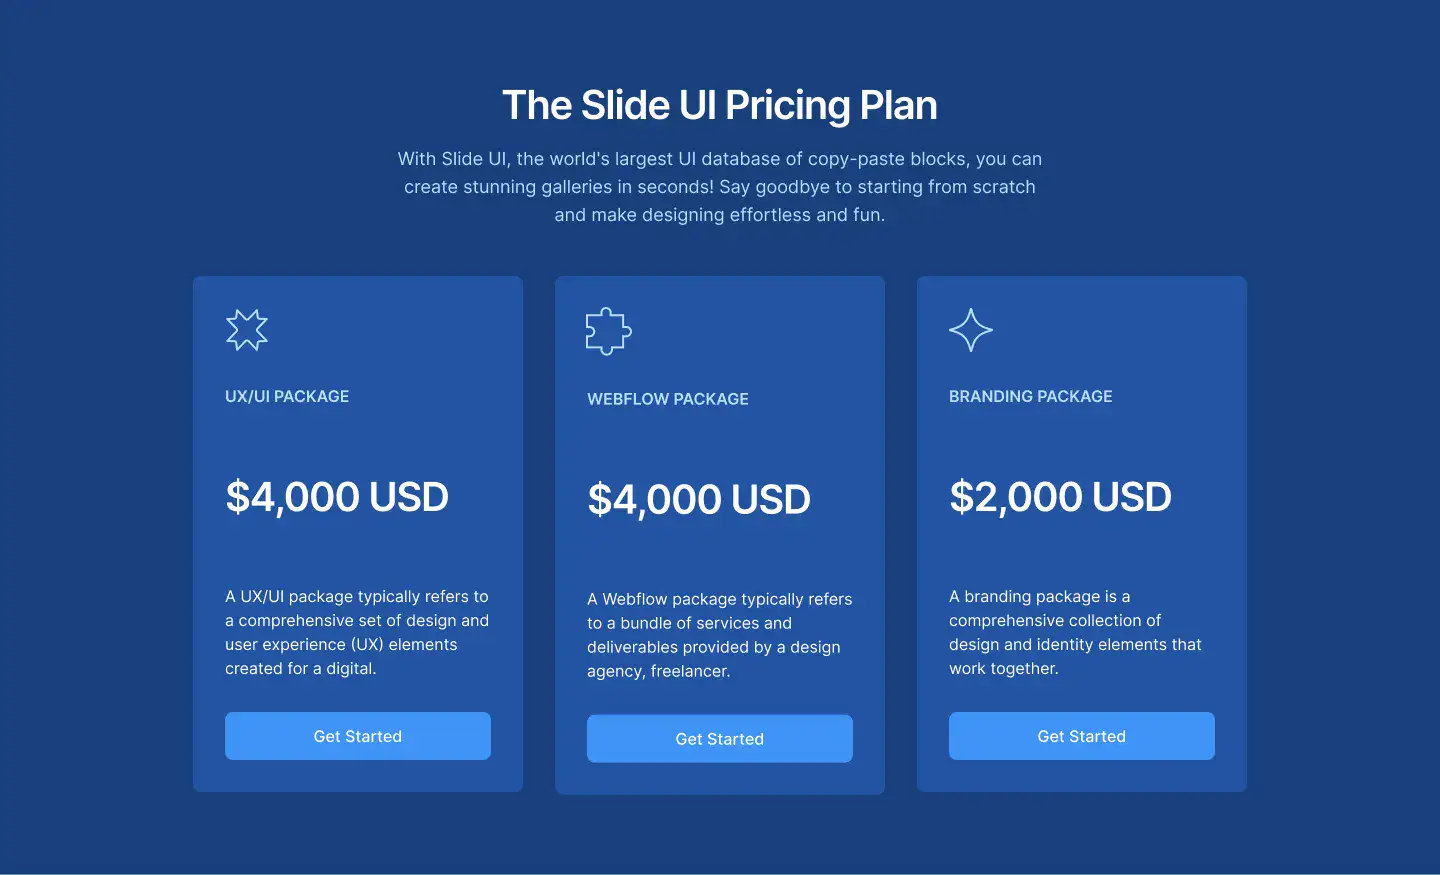 The Slide UI Pricing Plan
With Slide UI, the world's largest UI database of copy-paste blocks, you can
create stunning galleries in seconds! Say goodbye to starting from scratch
and make designing effortless and fun.
UX/UI PACKAGE
$4,000 USD
A UX/UI package typically refers to
a comprehensive set of design and
user experience (UX) elements
created for a digital.
Get Started
WEBFLOW PACKAGE
$4,000 USD
A Webflow package typically refers
to a bundle of services and
deliverables provided by a design
agency, freelancer.
Get Started
BRANDING PACKAGE
$2,000 USD
A branding package is a
comprehensive collection of
design and identity elements that
work together.
Get Started